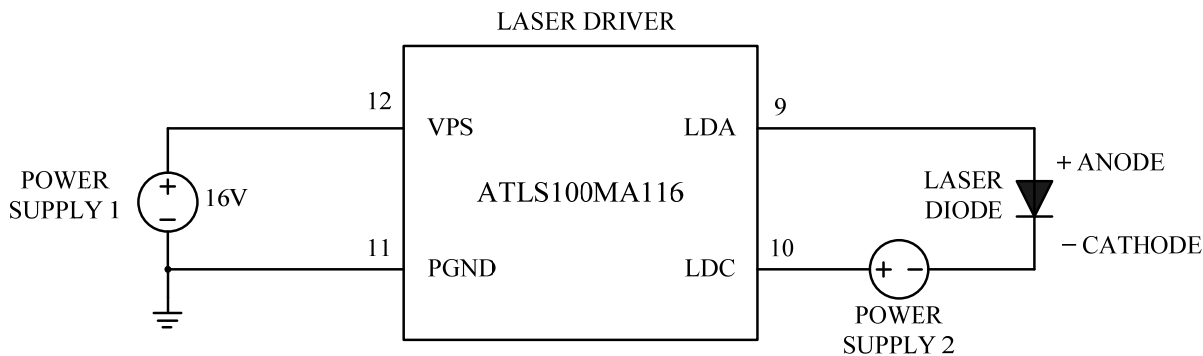 LASER DRIVER
12
9
VPS
LDA
+ ANODE
POWER
SUPPLY 1
+
−
16V
ATLS100MA116
LASER
DIODE
11
10
− CATHODE
PGND
LDC
+ -
POWER
SUPPLY 2